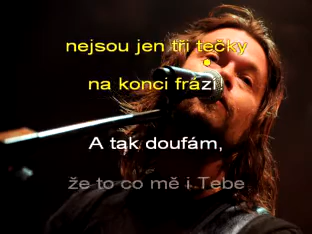 nejsou jen tři tečky
na konci frází!
A tak doufám,
že to co mě i Tebe